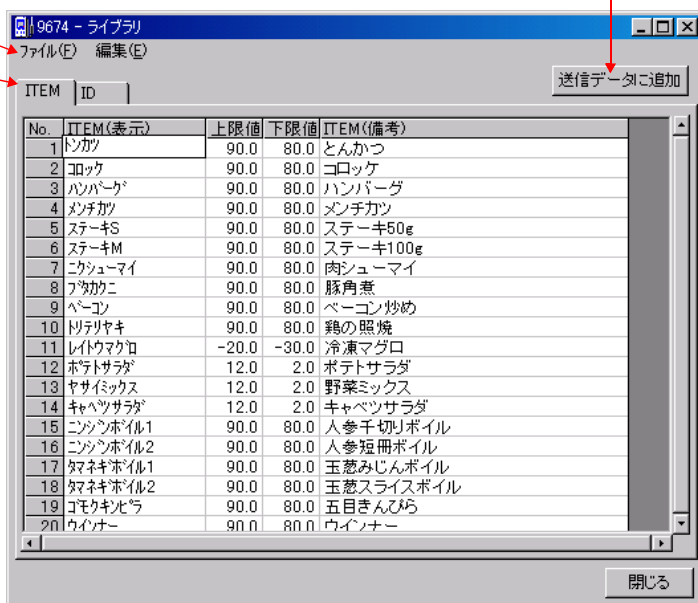 9674 - ライブラリ
ファイル(F) 編集(E)
送信データに追加
ITEM ID
No. ITEM(表示) 上限値 下限値 ITEM(備考)
1 トンカツ 90.0 80.0 とんかつ
2 コロッケ 90.0 80.0 コロッケ
3 ハンバーグ 90.0 80.0 ハンバーグ
4 メンチカツ 90.0 80.0 メンチカツ
5 ステーキS 90.0 80.0 ステーキ50g
6 ステーキM 90.0 80.0 ステーキ100g
7 ニクシューマイ 90.0 80.0 肉シューマイ
8 ブタカクニ 90.0 80.0 豚角煮
9 ベーコン 90.0 80.0 ベーコン炒め
10 トリテリヤキ 90.0 80.0 鶏の照焼
11 レイトウマグロ -20.0 -30.0 冷凍マグロ
12 ポテトサラダ 12.0 2.0 ポテトサラダ
13 ヤサイミックス 12.0 2.0 野菜ミックス
14 キャベツサラダ 12.0 2.0 キャベツサラダ
15 ニンジンボイル1 90.0 80.0 人参千切りボイル
16 ニンジンボイル2 90.0 80.0 人参短冊ボイル
17 タマネギボイル1 90.0 80.0 玉葱みじんボイル
18 タマネギボイル2 90.0 80.0 玉葱スライスボイル
19 ゴモクキンピラ 90.0 80.0 五目きんぴら
20 ウインナー 90.0 80.0 ウインナー
閉じる